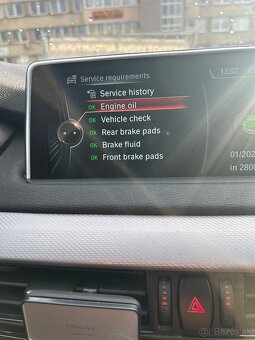 Service requirements
13:02
Service history
OK Engine oil
OK Vehicle check
OK Rear brake pads
OK Brake fluid
OK Front brake pads
01/202
in 2800